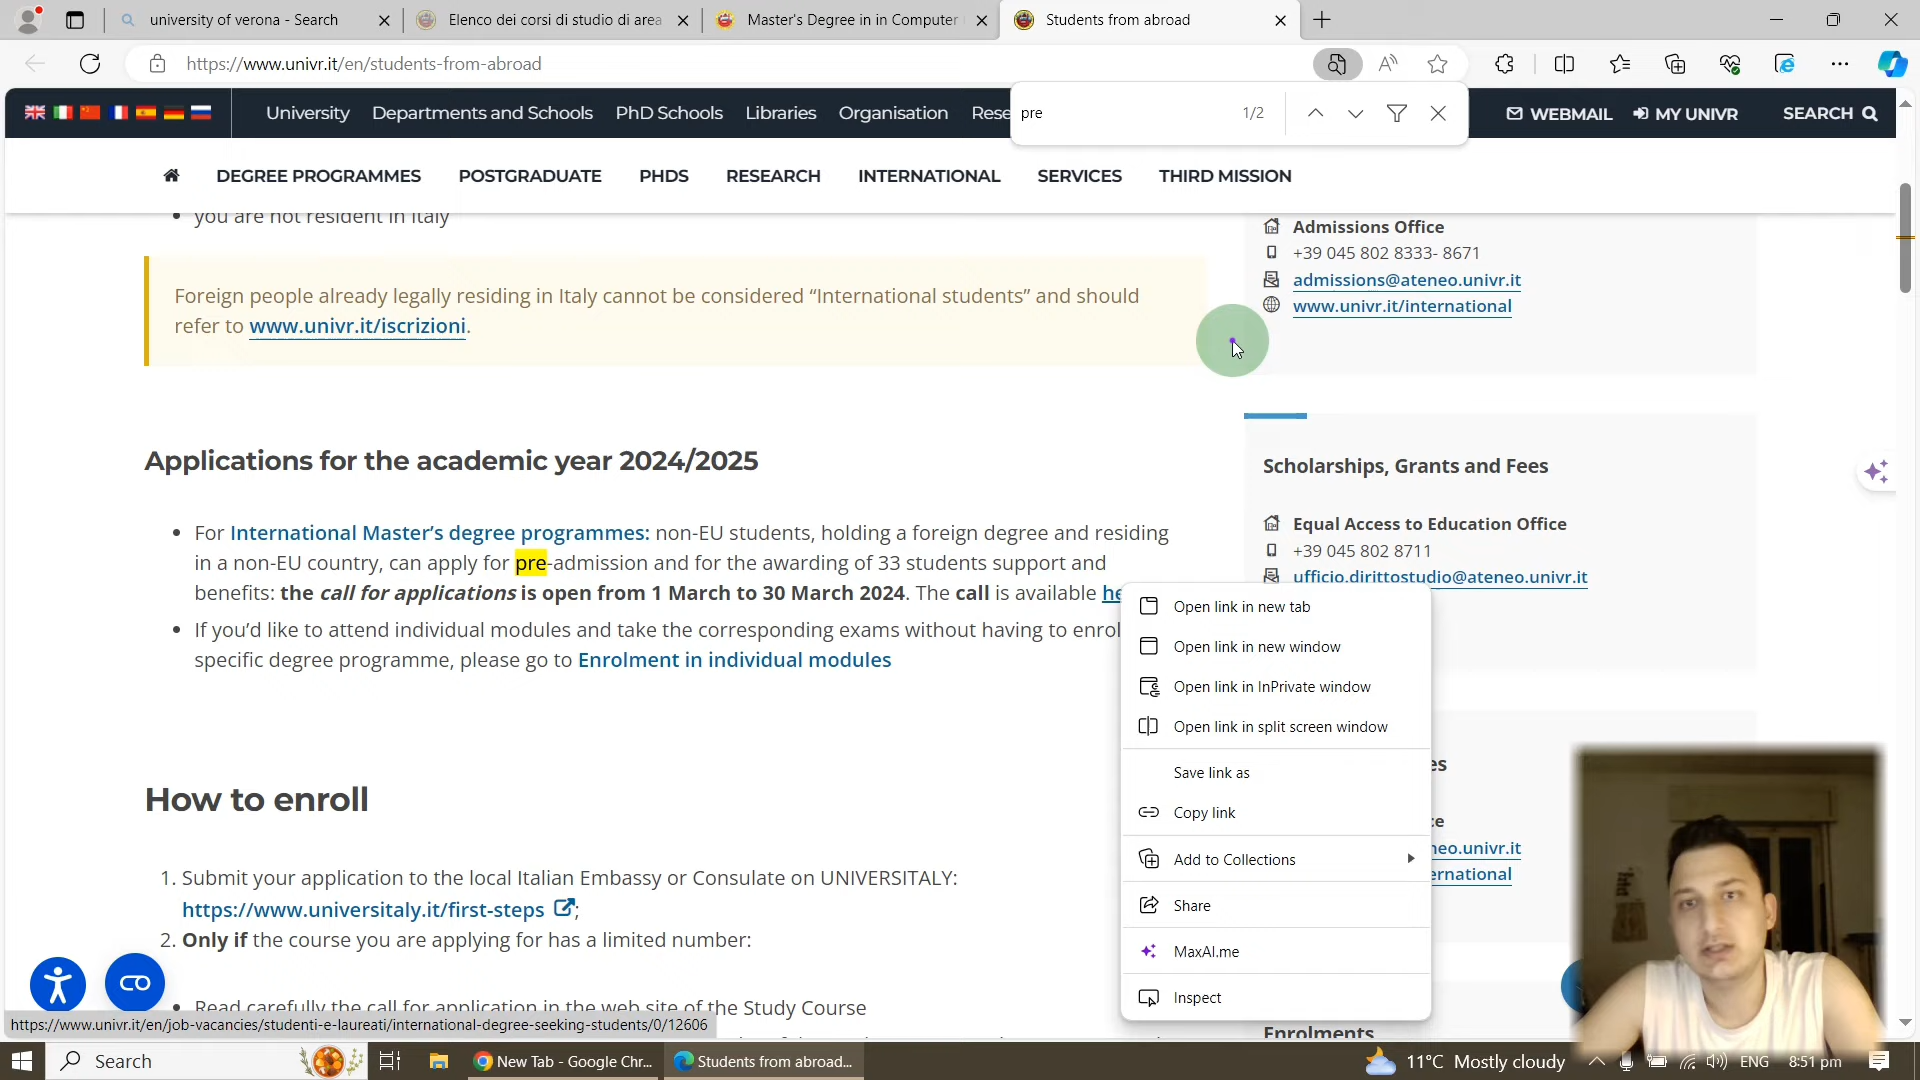 university of verona - Search
Elenco dei corsi di studio di area
Master's Degree in in Computer
Students from abroad
https://www.univr.it/en/students-from-abroad
University
Departments and Schools
PhD Schools
Libraries
Organisation
Rese
pre
1/2
WEBMAIL
MY UNIVR
SEARCH
DEGREE PROGRAMMES
POSTGRADUATE
PHDS
RESEARCH
INTERNATIONAL
SERVICES
THIRD MISSION
you are not resident in Italy
Foreign people already legally residing in Italy cannot be considered “International students” and should
refer to www.univr.it/iscrizioni.
Applications for the academic year 2024/2025
For International Master’s degree programmes: non-EU students, holding a foreign degree and residing
in a non-EU country, can apply for pre-admission and for the awarding of 33 students support and
benefits: the call for applications is open from 1 March to 30 March 2024. The call is available he
If you’d like to attend individual modules and take the corresponding exams without having to enrol
specific degree programme, please go to Enrolment in individual modules
How to enroll
1. Submit your application to the local Italian Embassy or Consulate on UNIVERSITALY:
https://www.universitaly.it/first-steps ;
2. Only if the course you are applying for has a limited number:
Read carefully the call for application in the web site of the Study Course
https://www.univr.it/en/job-vacancies/studenti-e-laureati/international-degree-seeking-students/0/12606
Admissions Office
+39 045 802 8333- 8671
admissions@ateneo.univr.it
www.univr.it/international
Scholarships, Grants and Fees
Equal Access to Education Office
+39 045 802 8711
ufficio.dirittostudio@ateneo.univr.it
es
ce
neo.univr.it
ernational
Enrolments
Open link in new tab
Open link in new window
Open link in InPrivate window
Open link in split screen window
Save link as
Copy link
Add to Collections
Share
MaxAI.me
Inspect
Search
New Tab - Google Chr...
Students from abroad...
11°C Mostly cloudy
ENG
8:51 pm